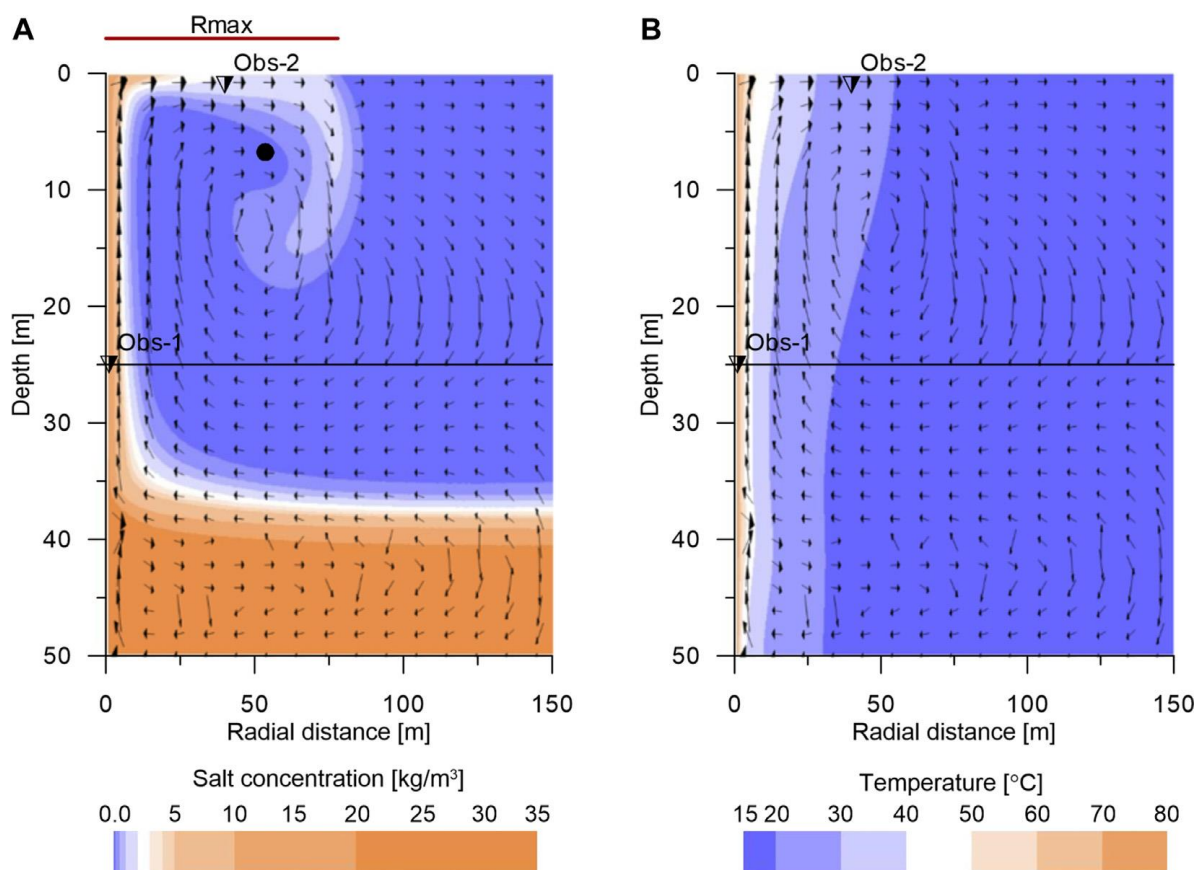 A
Rmax
B
Obs-2
Obs-2
0
10
20
30
40
50
Depth [m]
Obs-1
0
50
100
150
Radial distance [m]
0
10
20
30
40
50
Depth [m]
Obs-1
0
50
100
150
Radial distance [m]
Salt concentration [kg/m³]
0.0
5
10
15
20
25
30
35
Temperature [°C]
15
20
30
40
50
60
70
80